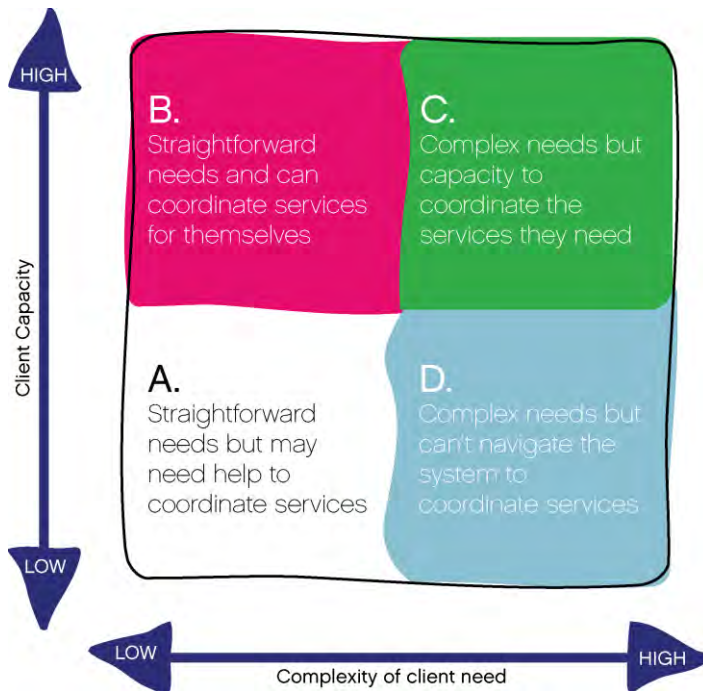 HIGH
B.
Straightforward
needs and can
coordinate services
for themselves
C.
Complex needs but
capacity to
coordinate the
services they need
Client Capacity
A.
Straightforward
needs but may
need help to
coordinate services
D.
Complex needs but
can't navigate the
system to
coordinate services
LOW
LOW
Complexity of client need
HIGH